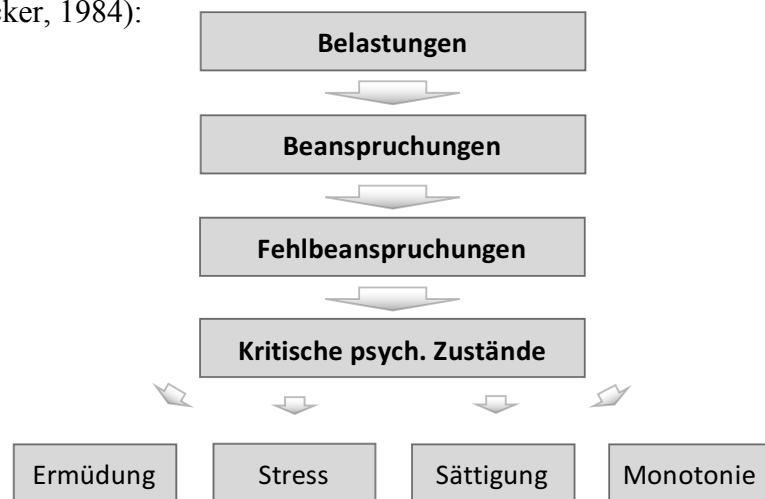 ker, 1984):
Belastungen
Beanspruchungen
Fehlbeanspruchungen
Kritische psych. Zustände
Ermüdung Stress Sättigung Monotonie